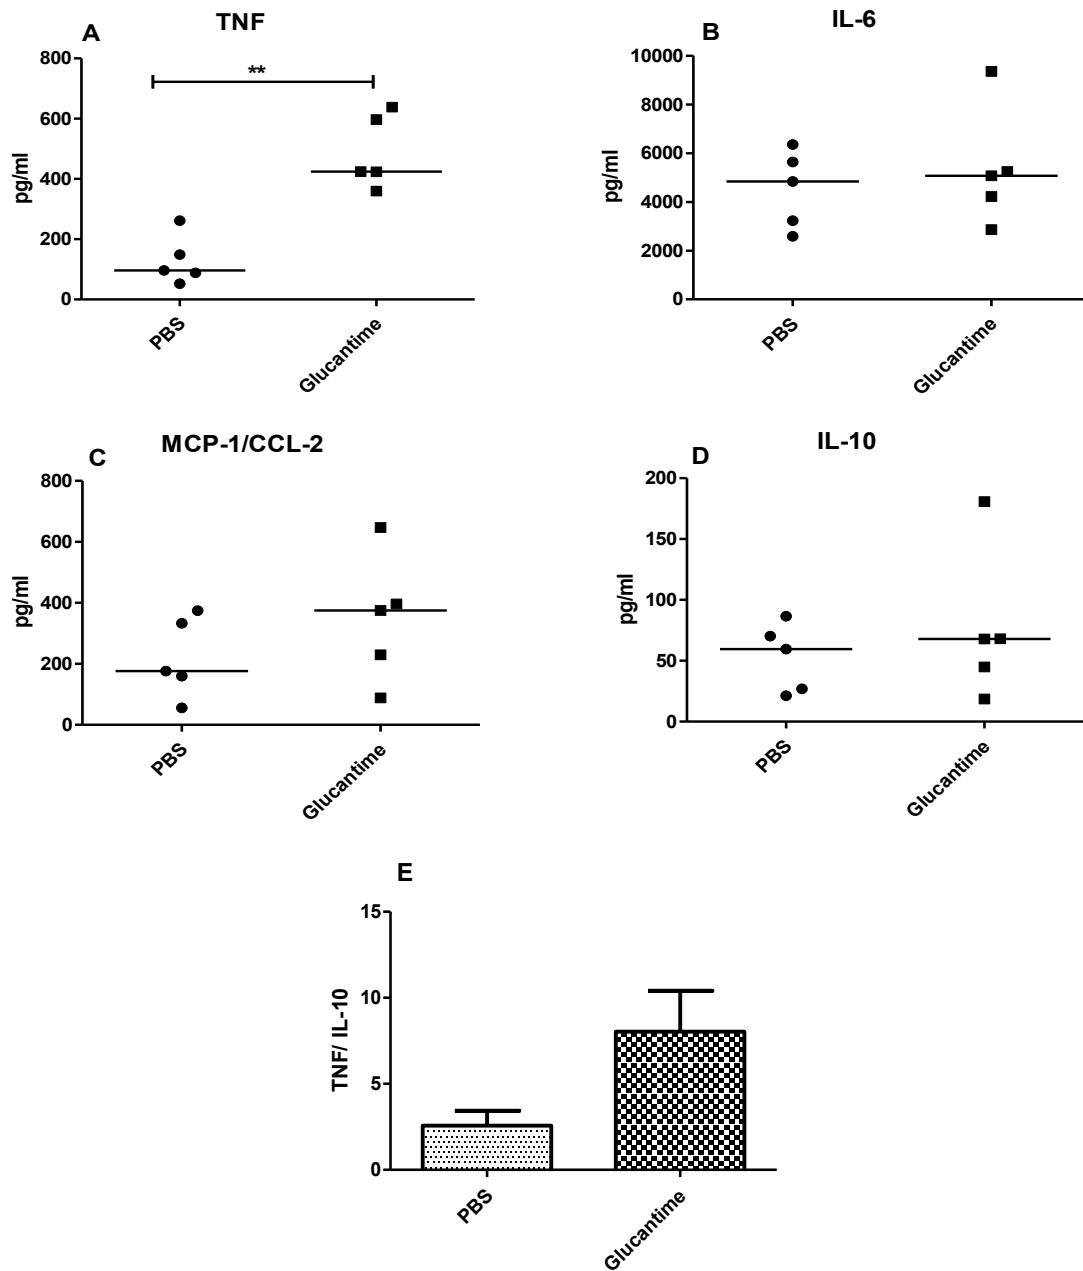 A
TNF
pg/ml
800
600
400
200
0
**
PBS
Glucantime
B
IL-6
pg/ml
10000
8000
6000
4000
2000
0
PBS
Glucantime
C
MCP-1/CCL-2
pg/ml
800
600
400
200
0
PBS
Glucantime
D
IL-10
pg/ml
200
150
100
50
0
PBS
Glucantime
E
TNF/ IL-10
15
10
5
0
PBS
Glucantime